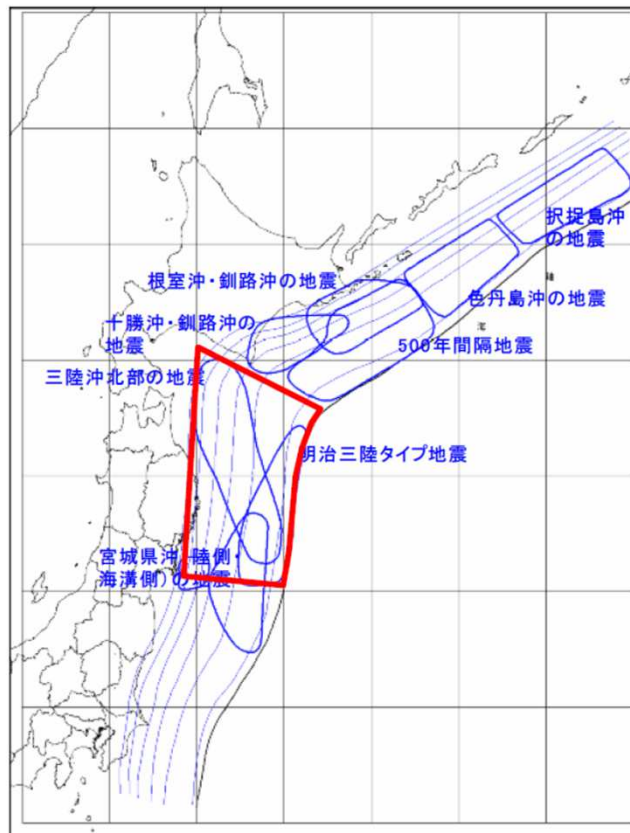 択捉島沖
の地震
根室沖・釧路沖の地震
色丹島沖の地震
十勝沖・釧路沖の
地震
500年間隔地震
三陸沖北部の地震
明治三陸タイプ地震
宮城県沖 陸側・
海溝側)の地震
海